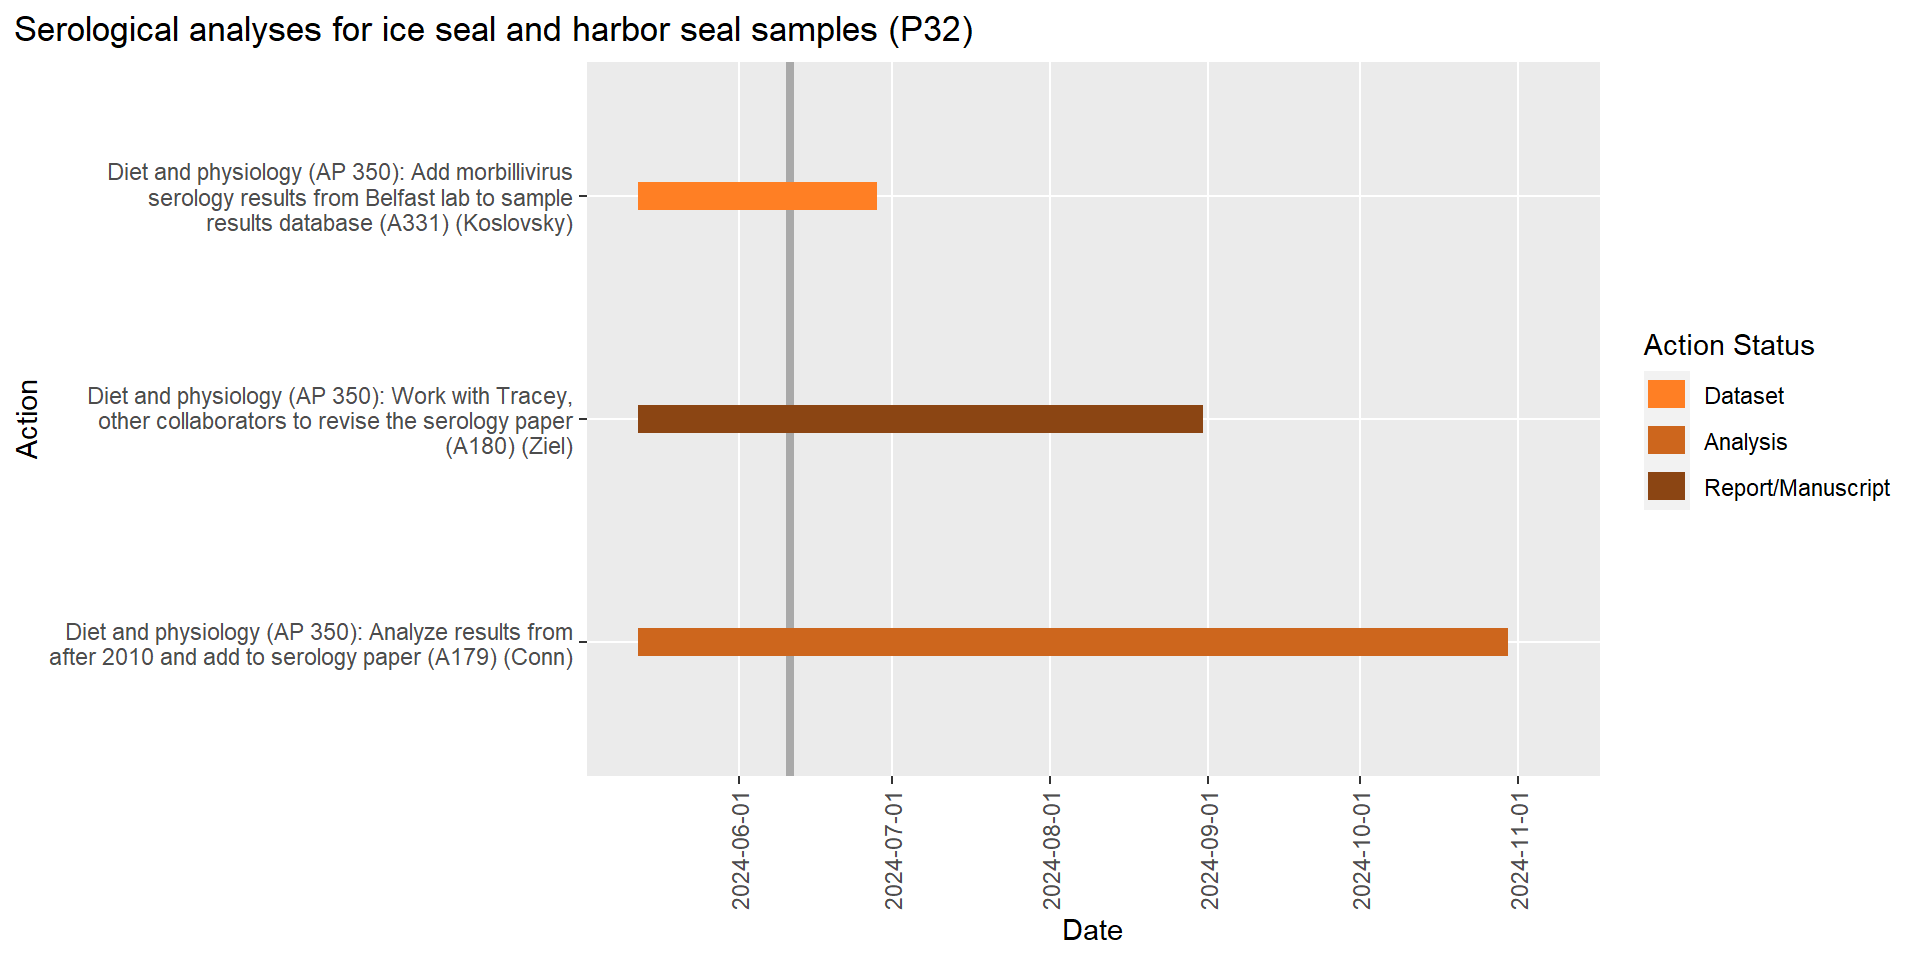 Serological analyses for ice seal and harbor seal samples (P32)
Action
Diet and physiology (AP 350): Add morbillivirus
serology results from Belfast lab to sample
results database (A331) (Koslovsky)
Diet and physiology (AP 350): Work with Tracey,
other collaborators to revise the serology paper
(A180) (Ziel)
Diet and physiology (AP 350): Analyze results from
after 2010 and add to serology paper (A179) (Conn)
2024-06-01
2024-07-01
2024-08-01
2024-09-01
2024-10-01
2024-11-01
Date
Action Status
Dataset
Analysis
Report/Manuscript